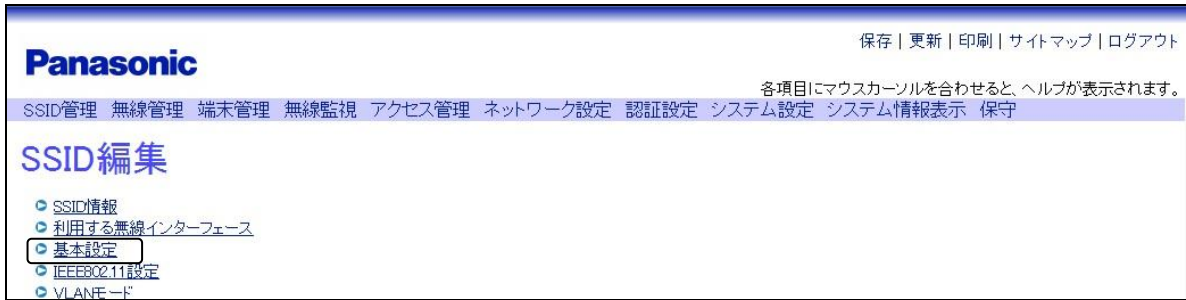 保存 | 更新 | 印刷 | サイトマップ | ログアウト
Panasonic
各項目にマウスカーソルを合わせると、ヘルプが表示されます。
SSID管理 無線管理 端末管理 無線監視 アクセス管理 ネットワーク設定 認証設定 システム設定 システム情報表示 保守
SSID編集
SSID情報
利用する無線インターフェース
基本設定
IEEE802.11設定
VLANモード